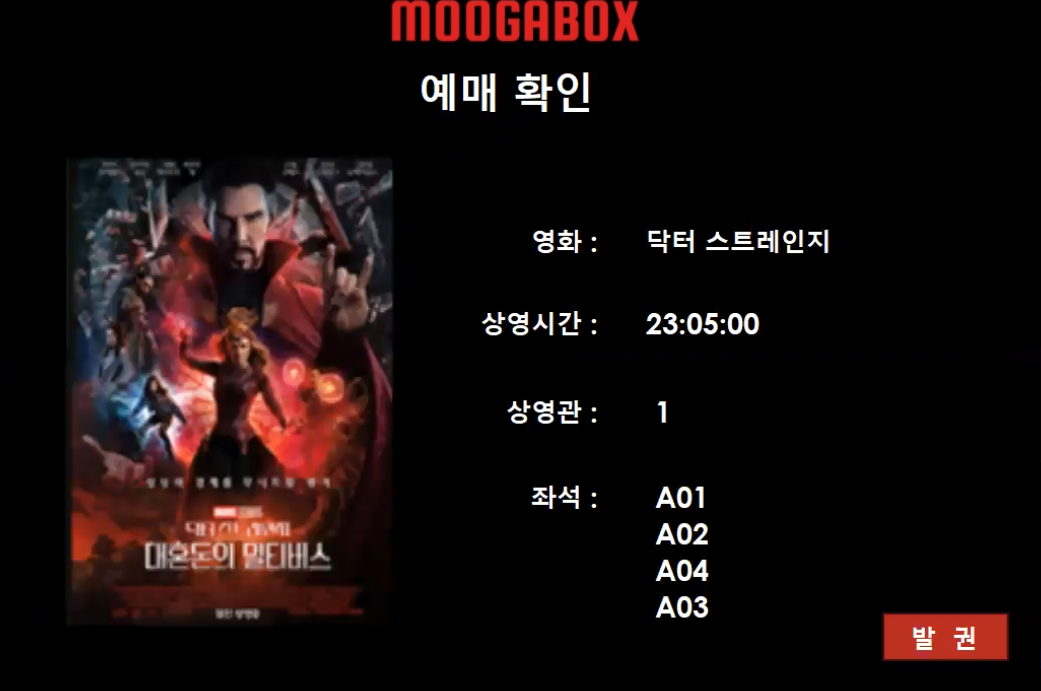 MOOGABOX
예매 확인
영화 : 닥터 스트레인지
상영시간 : 23:05:00
상영관 : 1
좌석 : A01
A02
A04
A03
대혼돈의 멀티버스
발 권